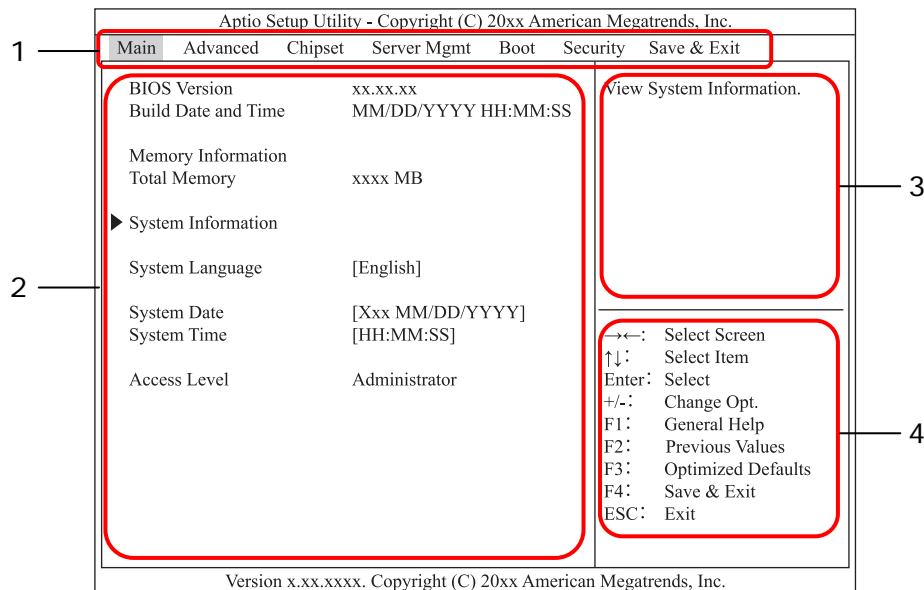 Aptio Setup Utility - Copyright (C) 20xx American Megatrends, Inc.
1
Main Advanced Chipset Server Mgmt Boot Security Save & Exit
BIOS Version xx.xx.xx
Build Date and Time MM/DD/YYYY HH:MM:SS
Memory Information
Total Memory xxxx MB
▶ System Information
System Language [English]
System Date [Xxx MM/DD/YYYY]
System Time [HH:MM:SS]
Access Level Administrator
2
View System Information.
3
→←: Select Screen
↑↓: Select Item
Enter: Select
+/-: Change Opt.
F1: General Help
F2: Previous Values
F3: Optimized Defaults
F4: Save & Exit
ESC: Exit
4
Version x.xx.xxxx. Copyright (C) 20xx American Megatrends, Inc.